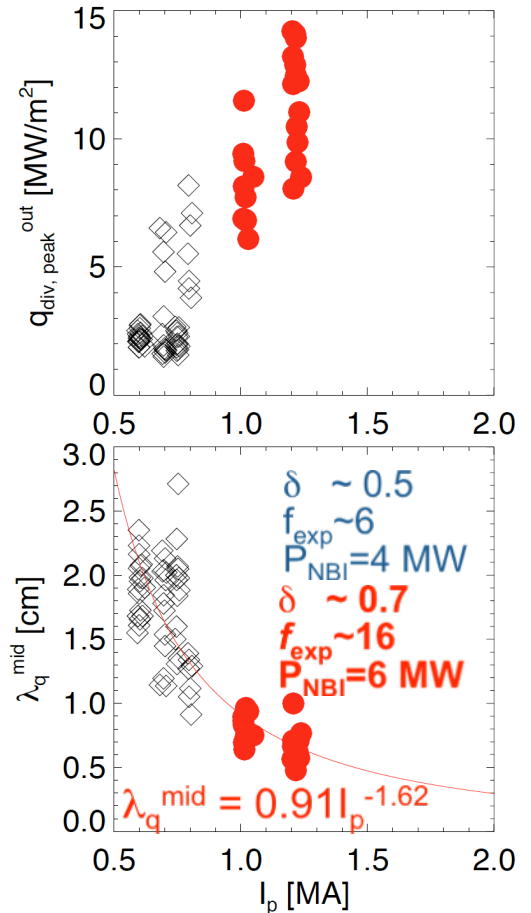 15
10
5
0
q_div, peak^out [MW/m²]
0.5 1.0 1.5 2.0
3.0
2.5
2.0
1.5
1.0
0.5
0.0
λ_q^mid [cm]
δ ~ 0.5
f_exp~6
P_NBI=4 MW
δ ~ 0.7
f_exp~16
P_NBI=6 MW
λ_q^mid = 0.91I_p^-1.62
0.5 1.0 1.5 2.0
I_p [MA]